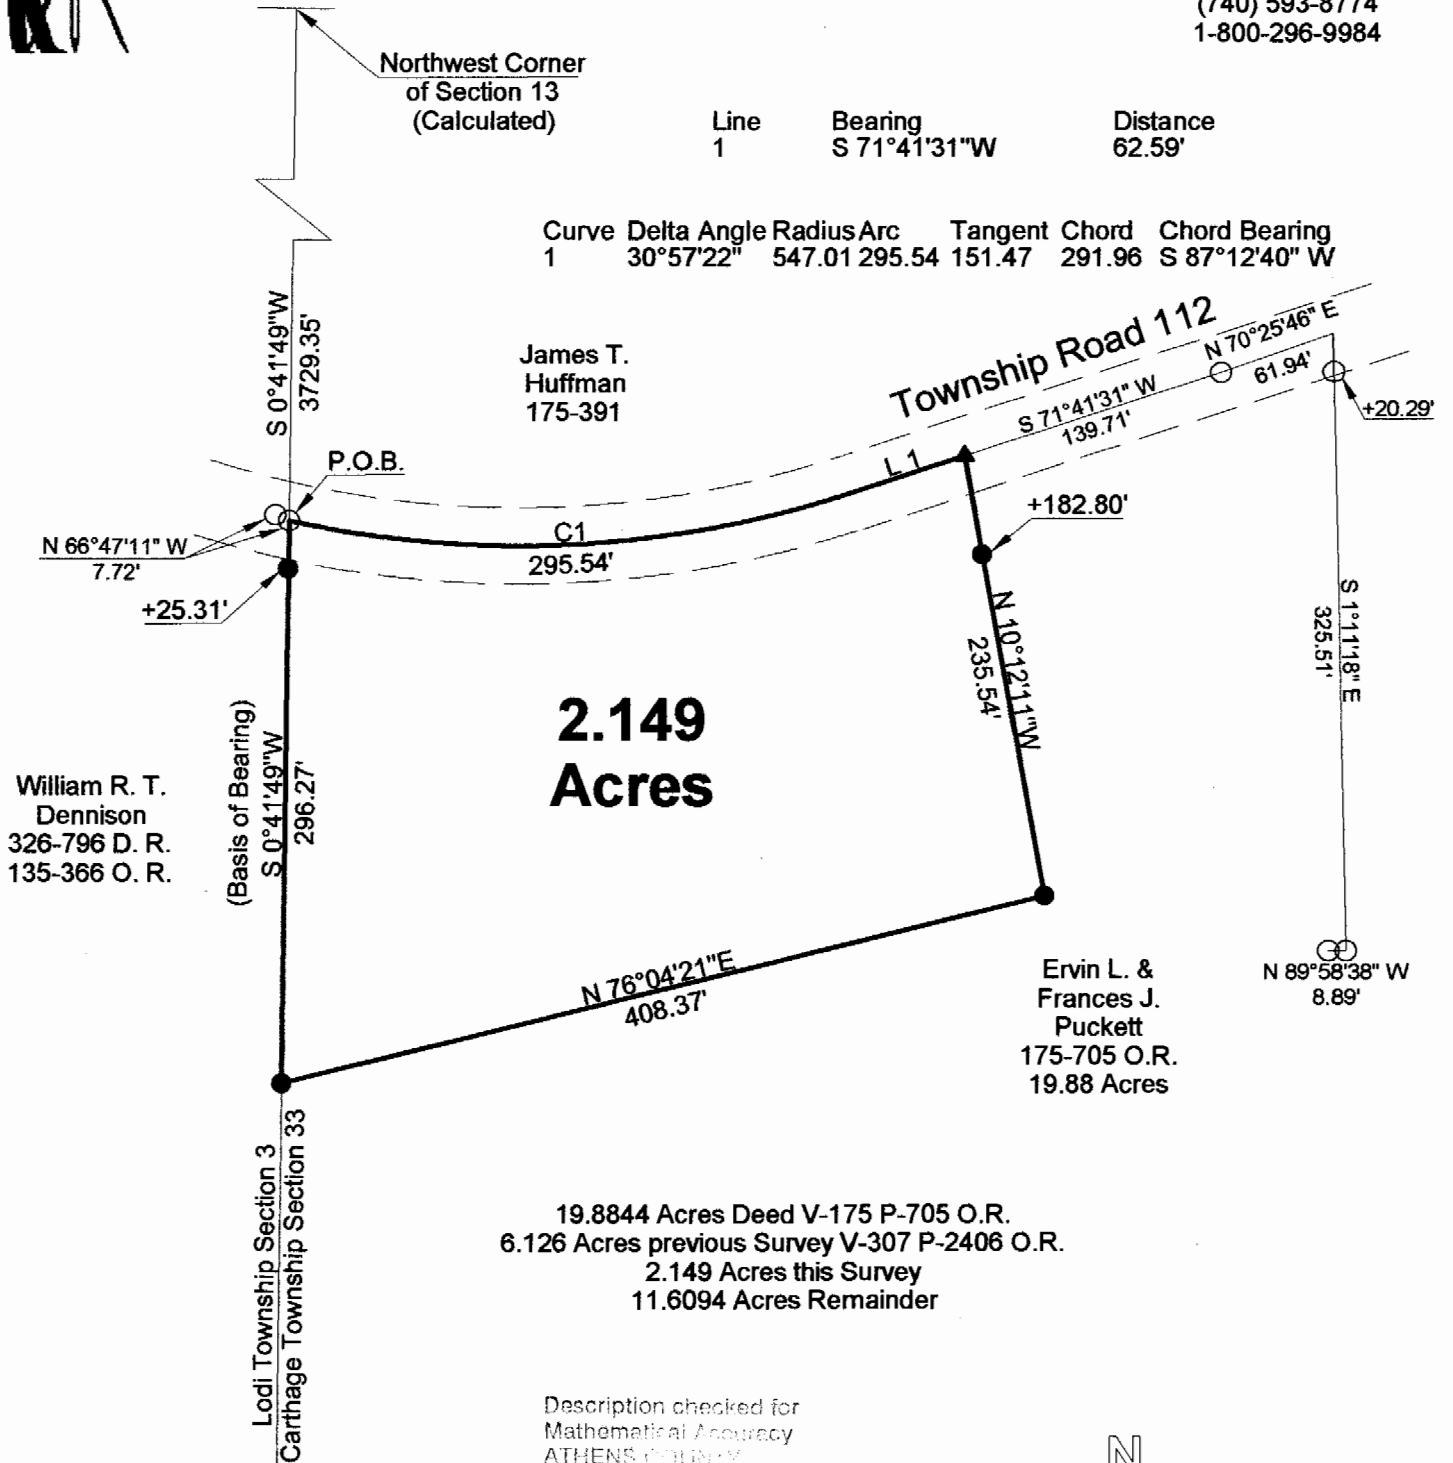 (740) 593-8774
1-800-296-9984
Northwest Corner
of Section 13
(Calculated)
Line Bearing Distance
1 S 71°41'31"W 62.59'
Curve Delta Angle Radius Arc Tangent Chord Chord Bearing
1 30°57'22" 547.01 295.54 151.47 291.96 S 87°12'40" W
S 0°41'49"W
3729.35'
James T.
Huffman
175-391
Township Road 112
N 70°25'46" E
61.94'
S 71°41'31" W
139.71'
+20.29'
P.O.B.
L 1
+182.80'
N 66°47'11" W
7.72'
C1
295.54'
+25.31'
N 10°12'11"W
235.54'
S 1°11'18" E
325.51'
2.149
Acres
(Basis of Bearing)
S 0°41'49"W
296.27'
William R. T.
Dennison
326-796 D. R.
135-366 O. R.
N 76°04'21"E
408.37'
Ervin L. &
Frances J.
Puckett
175-705 O.R.
19.88 Acres
N 89°58'38" W
8.89'
Lodi Township Section 3
Carthage Township Section 33
19.8844 Acres Deed V-175 P-705 O.R.
6.126 Acres previous Survey V-307 P-2406 O.R.
2.149 Acres this Survey
11.6094 Acres Remainder
Description checked for
Mathematical Accuracy
ATHENS COUNTY
N